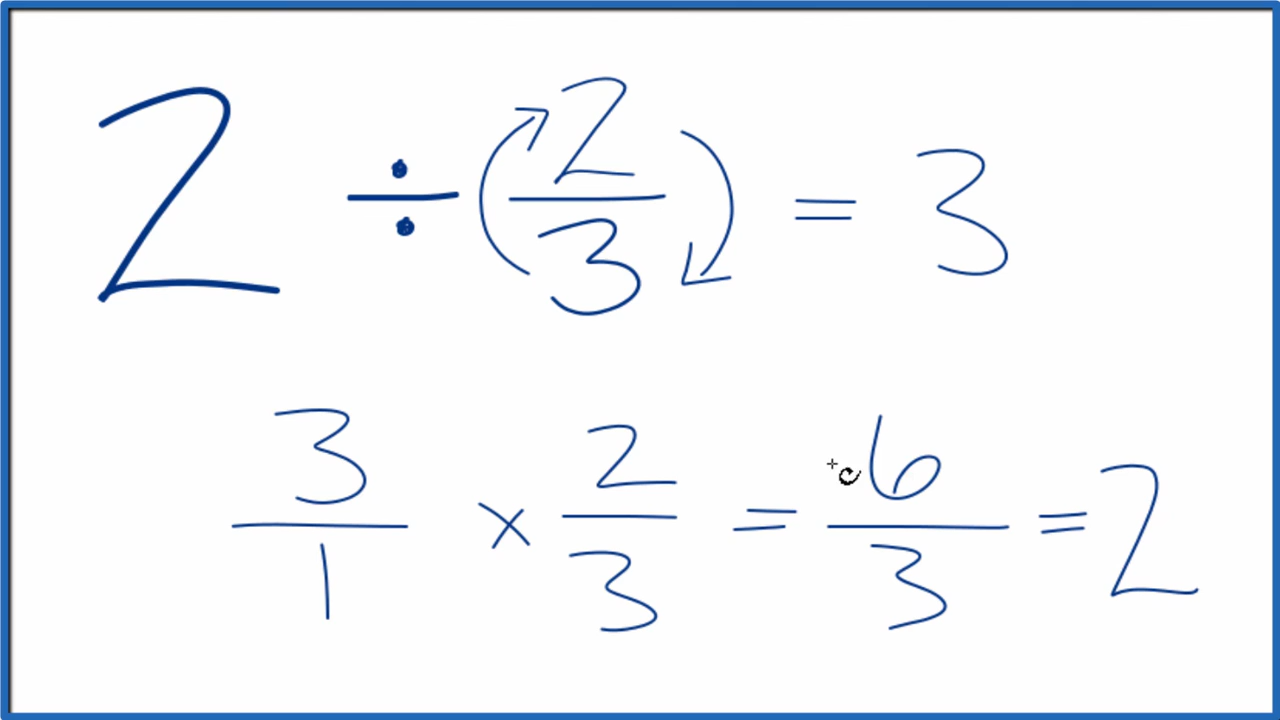 2 ÷ 2/3 = 3
3/1 × 2/3 = 6/3 = 2